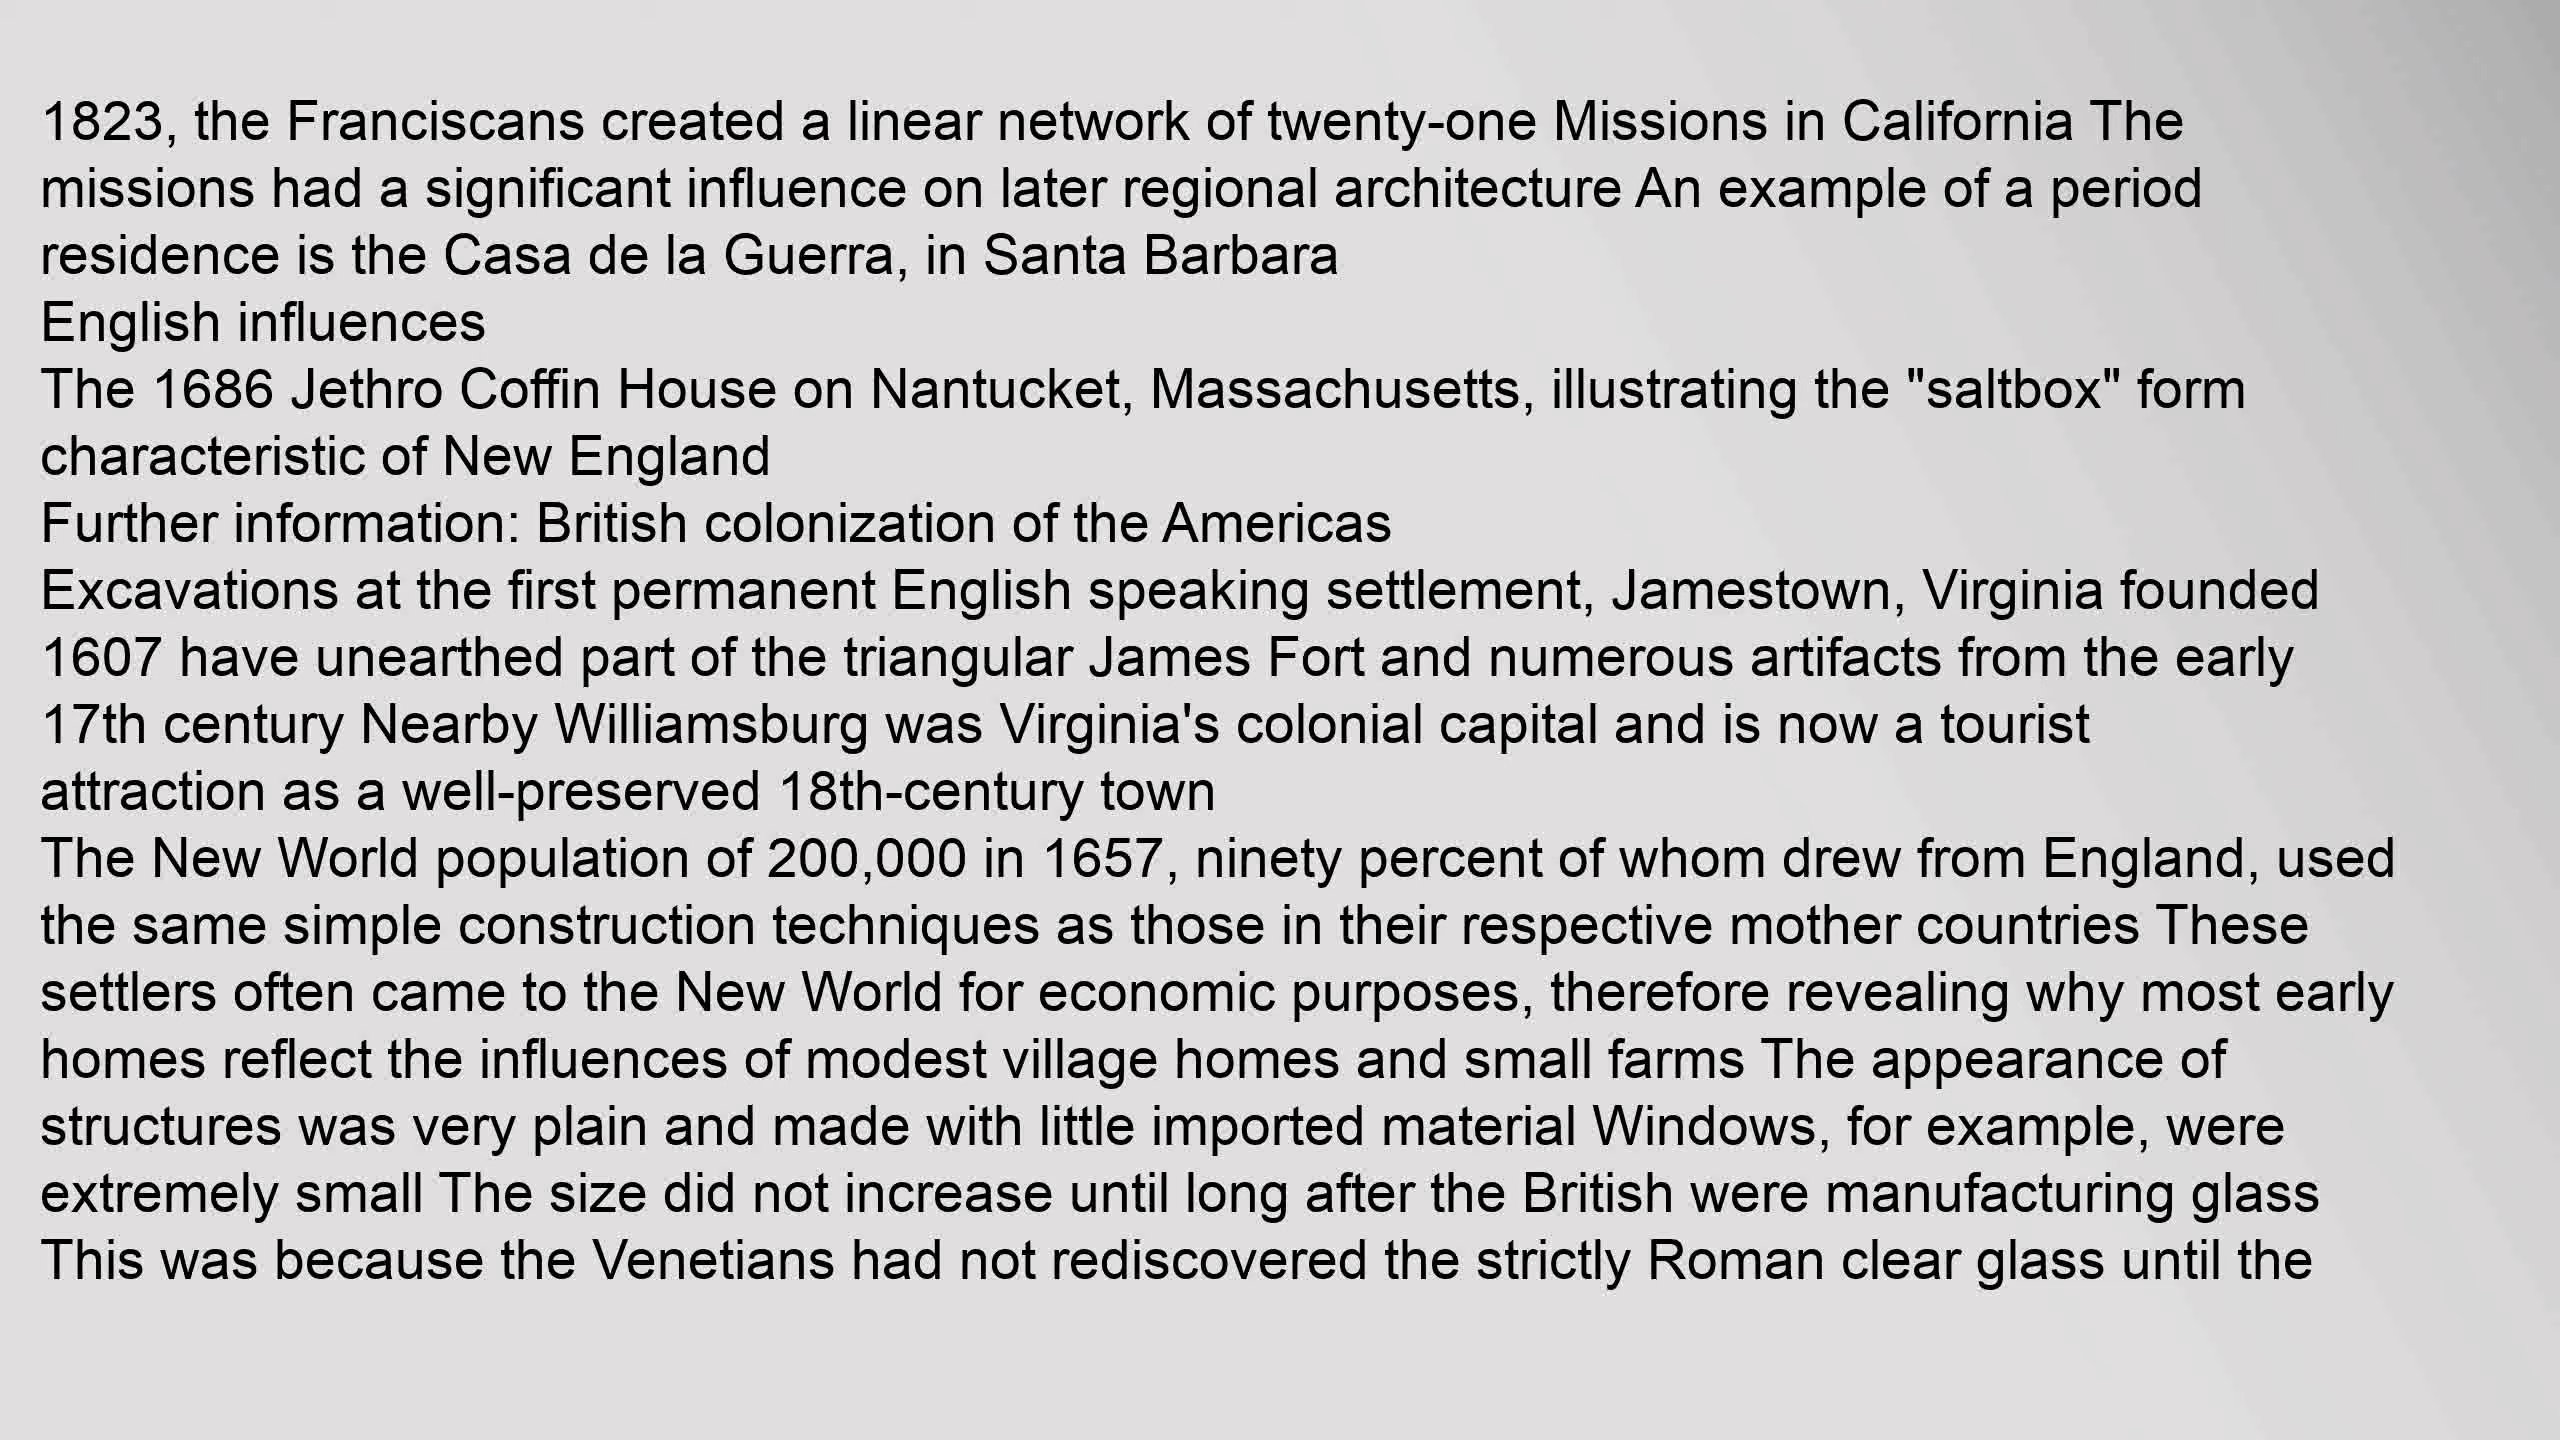 1823, the Franciscans created a linear network of twenty-one Missions in California The
missions had a significant influence on later regional architecture An example of a period
residence is the Casa de la Guerra, in Santa Barbara
English influences
The 1686 Jethro Coffin House on Nantucket, Massachusetts, illustrating the "saltbox" form
characteristic of New England
Further information: British colonization of the Americas
Excavations at the first permanent English speaking settlement, Jamestown, Virginia founded
1607 have unearthed part of the triangular James Fort and numerous artifacts from the early
17th century Nearby Williamsburg was Virginia's colonial capital and is now a tourist
attraction as a well-preserved 18th-century town
The New World population of 200,000 in 1657, ninety percent of whom drew from England, used
the same simple construction techniques as those in their respective mother countries These
settlers often came to the New World for economic purposes, therefore revealing why most early
homes reflect the influences of modest village homes and small farms The appearance of
structures was very plain and made with little imported material Windows, for example, were
extremely small The size did not increase until long after the British were manufacturing glass
This was because the Venetians had not rediscovered the strictly Roman clear glass until the